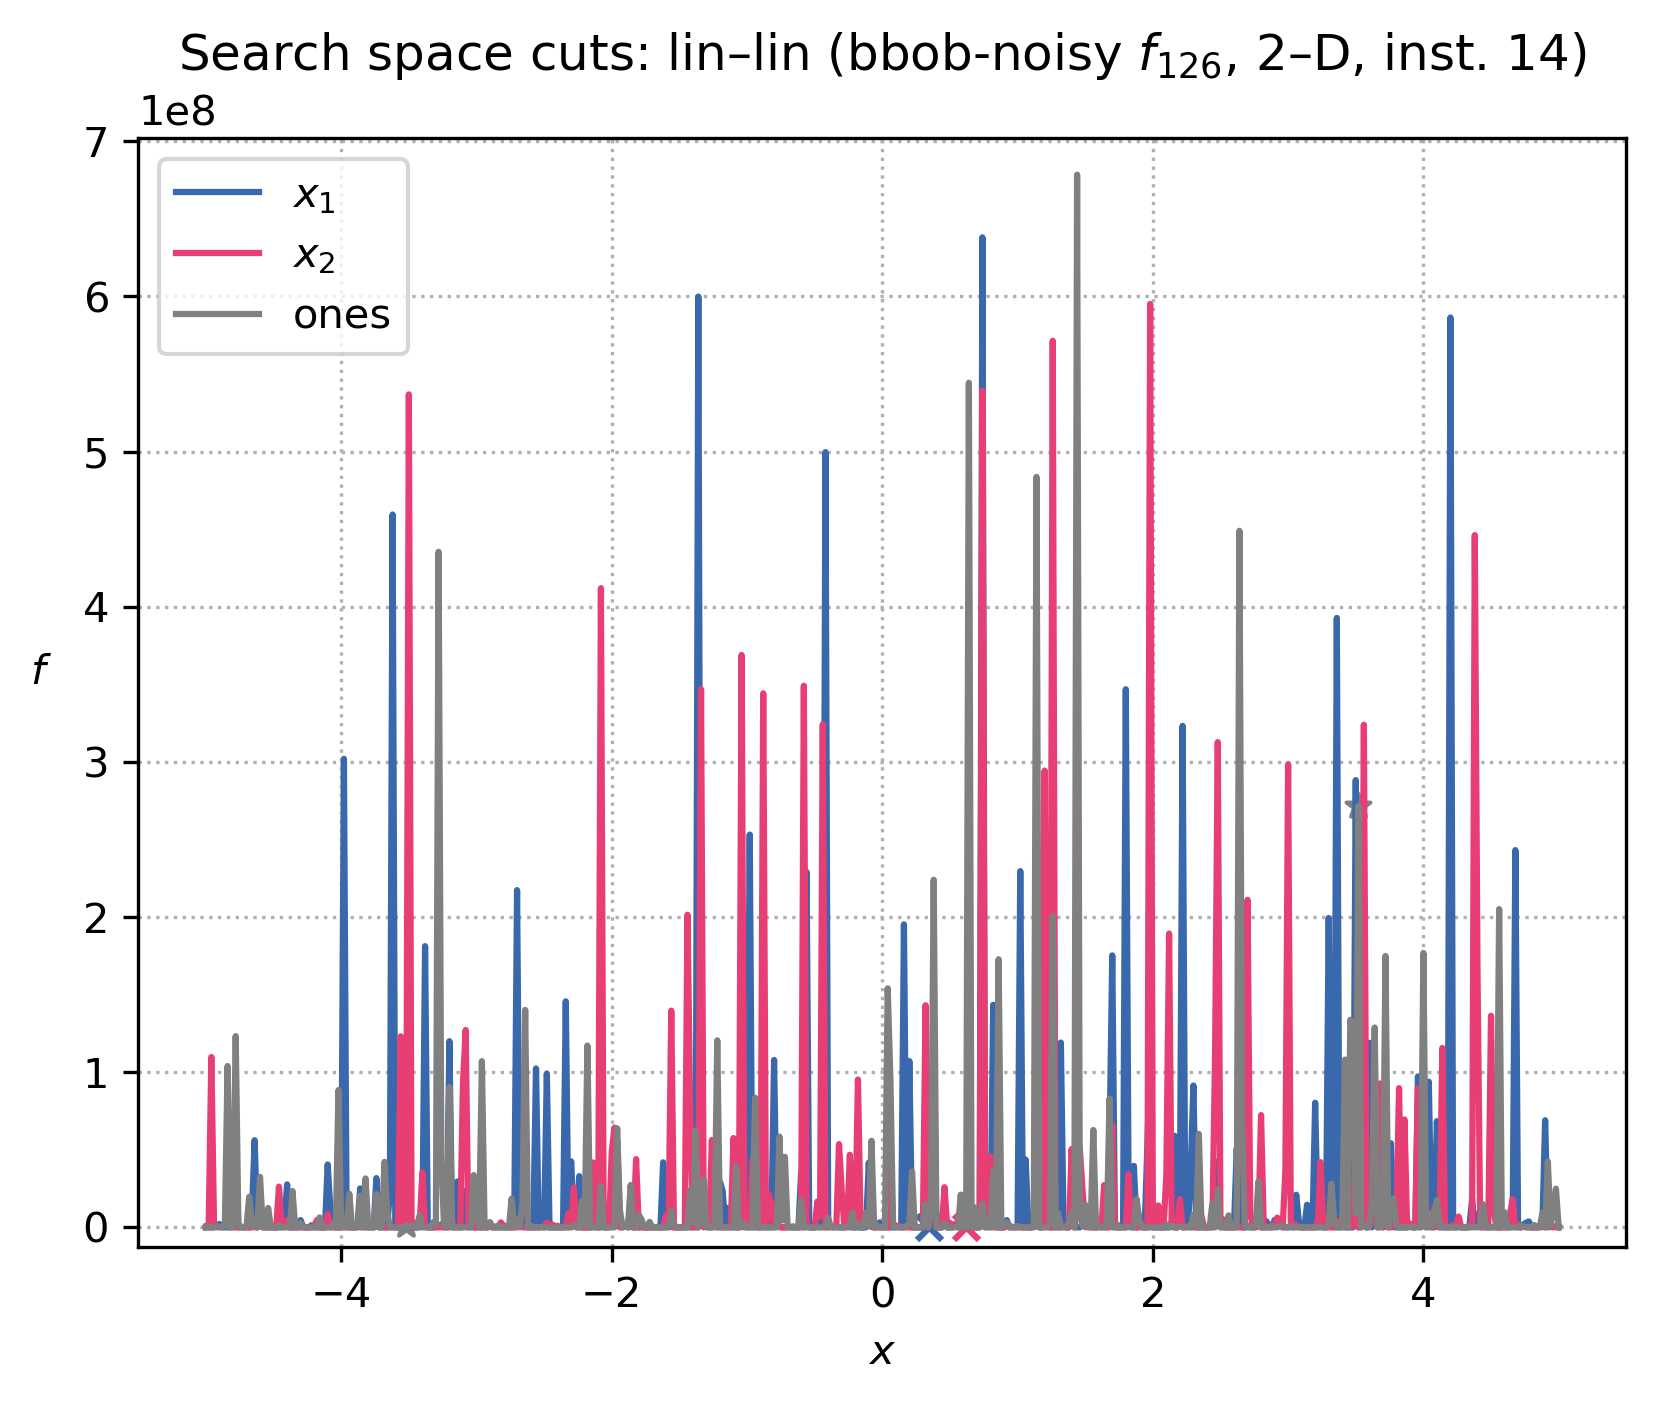 Search space cuts: lin–lin (bbob-noisy f₁₂₆, 2–D, inst. 14)
1e8
7
6
5
4
3
2
1
0
x₁
x₂
ones
f
−4
−2
0
2
4
x